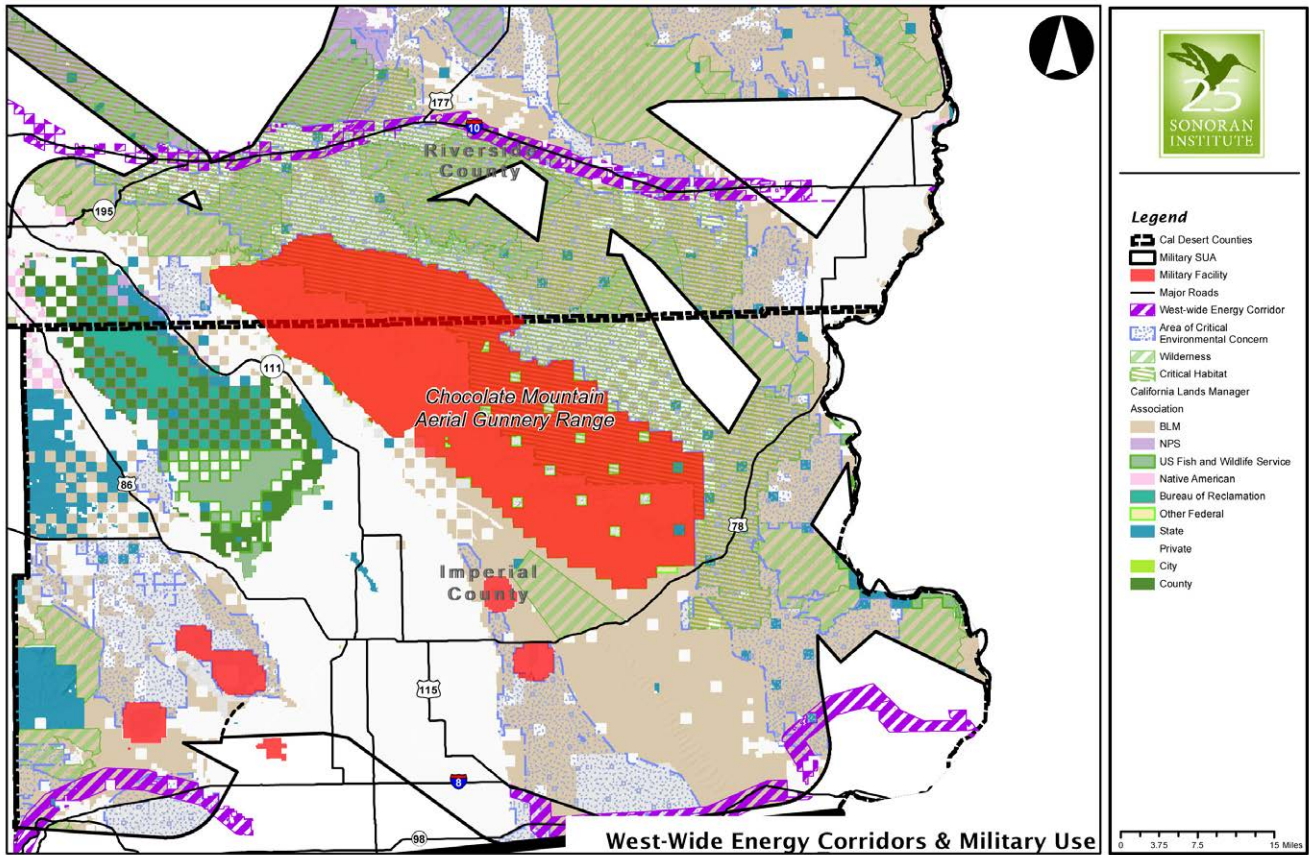 177
10
Riverside
County
195
111
Chocolate Mountain
Aerial Gunnery Range
86
78
Imperial
County
115
8
98
West-Wide Energy Corridors & Military Use
25
SONORAN
INSTITUTE
Legend
Cal Desert Counties
Military SUA
Military Facility
Major Roads
West-wide Energy Corridor
Area of Critical
Environmental Concern
Wilderness
Critical Habitat
California Lands Manager
Association
BLM
NPS
US Fish and Wildlife Service
Native American
Bureau of Reclamation
Other Federal
State
Private
City
County
0 3.75 7.5 15 Miles